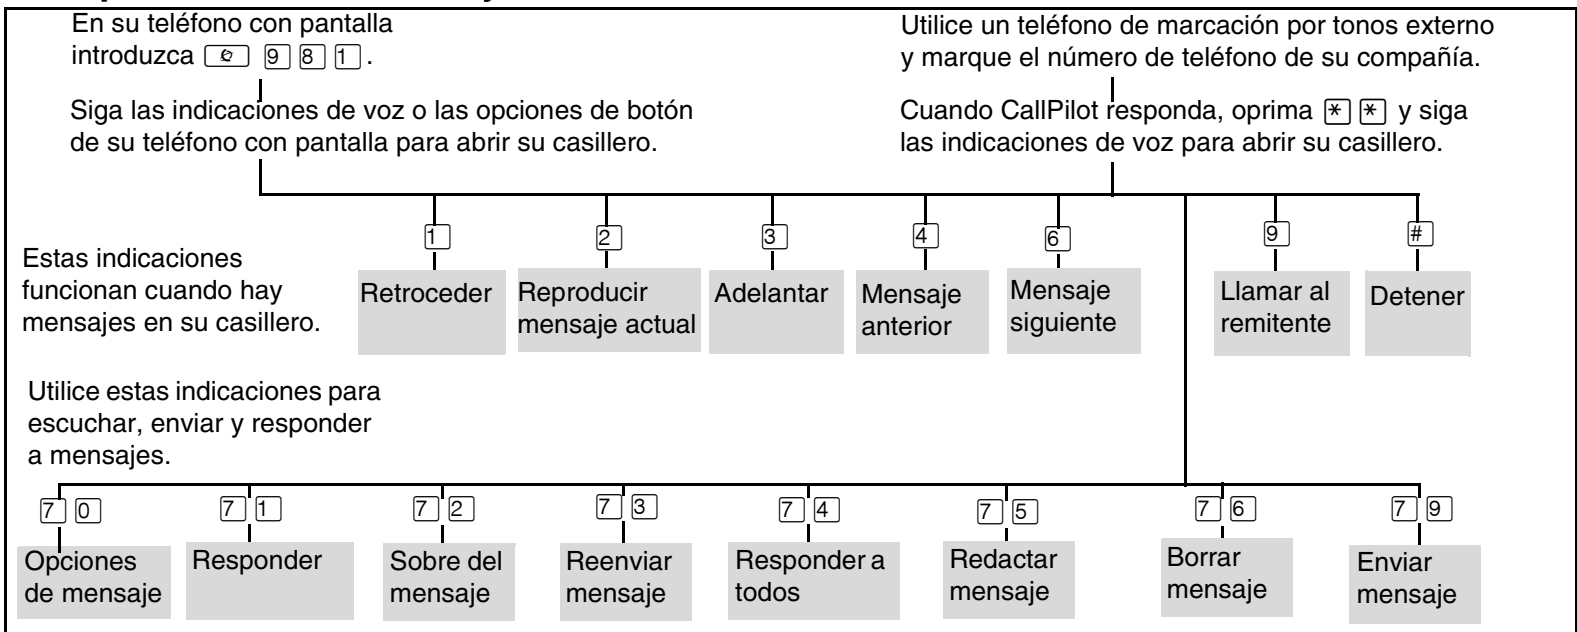 En su teléfono con pantalla
introduzca 9 8 1.
Siga las indicaciones de voz o las opciones de botón
de su teléfono con pantalla para abrir su casillero.
Utilice un teléfono de marcación por tonos externo
y marque el número de teléfono de su compañía.
Cuando CallPilot responda, oprima * * y siga
las indicaciones de voz para abrir su casillero.
Estas indicaciones
funcionan cuando hay
mensajes en su casillero.
1
Retroceder
2
Reproducir
mensaje actual
3
Adelantar
4
Mensaje
anterior
6
Mensaje
siguiente
9
Llamar al
remitente
#
Detener
Utilice estas indicaciones para
escuchar, enviar y responder
a mensajes.
7 0
Opciones
de mensaje
7 1
Responder
7 2
Sobre del
mensaje
7 3
Reenviar
mensaje
7 4
Responder a
todos
7 5
Redactar
mensaje
7 6
Borrar
mensaje
7 9
Enviar
mensaje